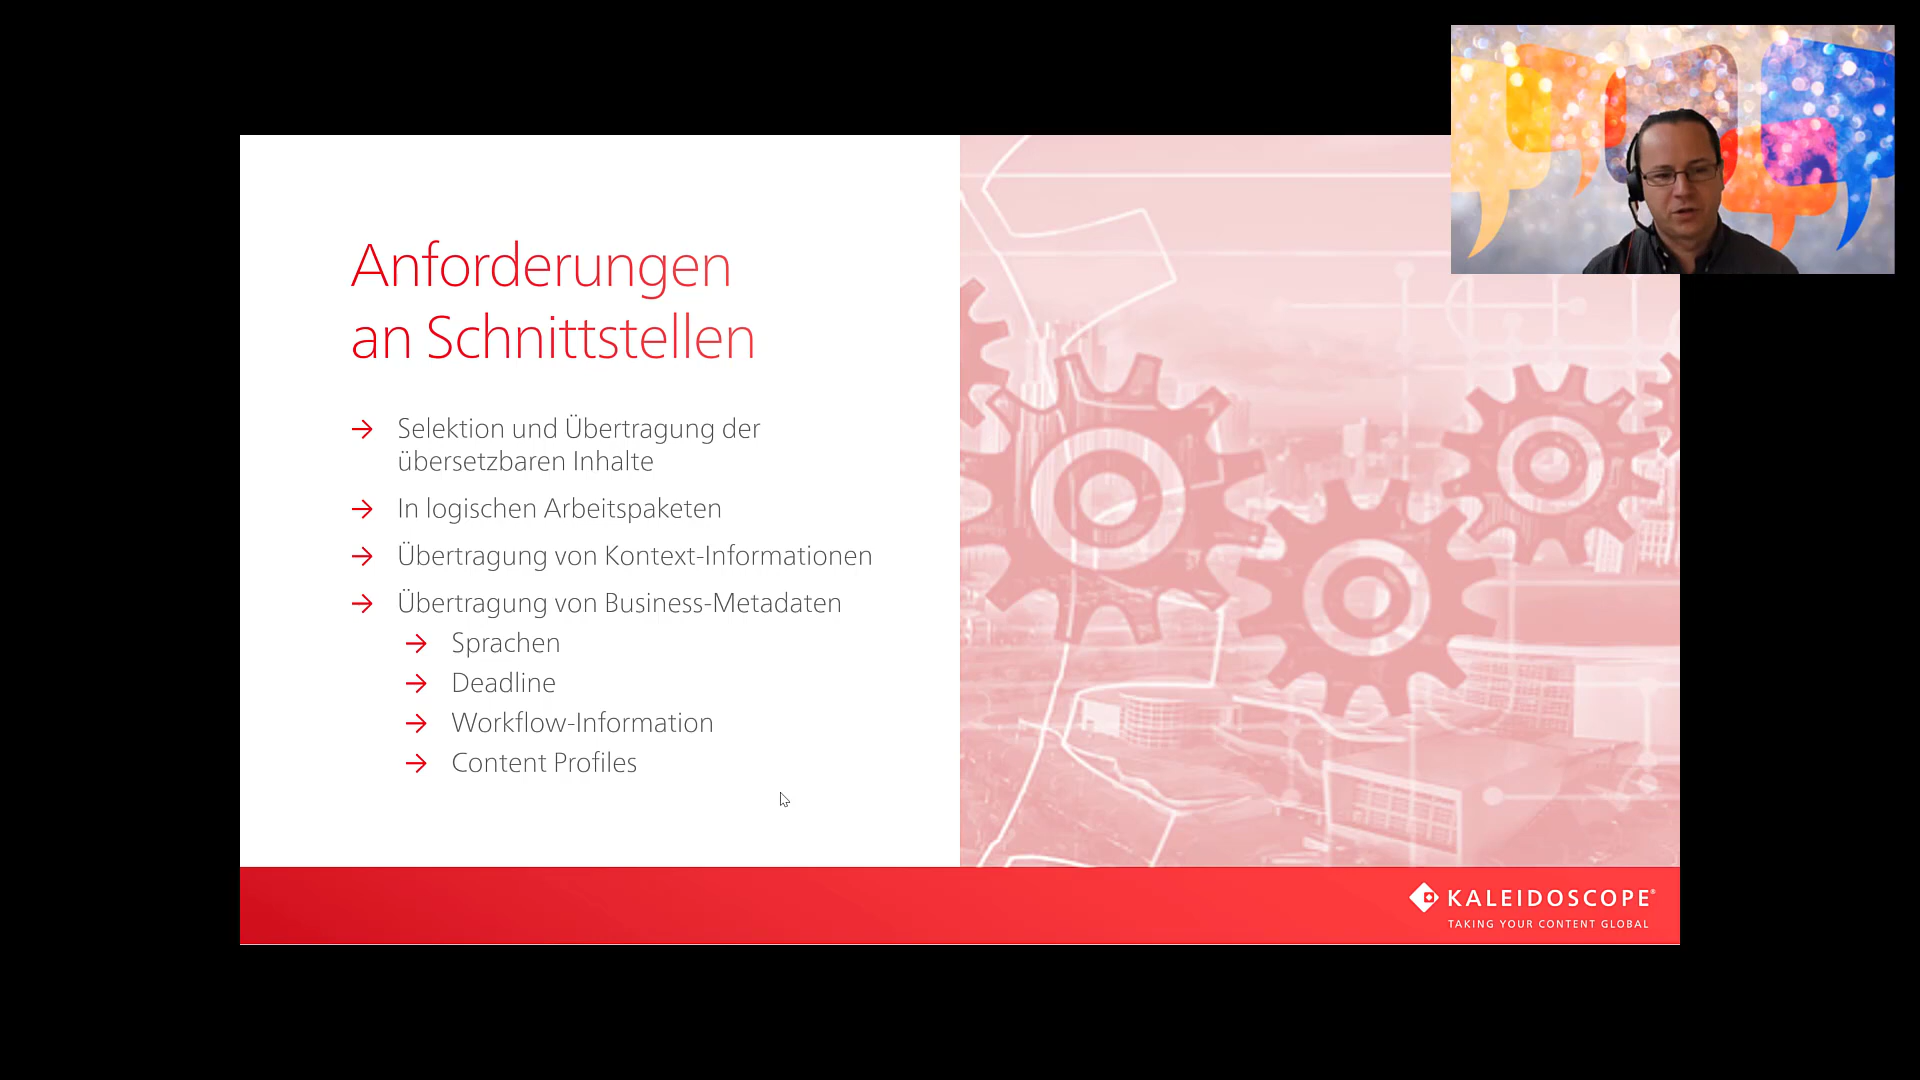 Anforderungen
an Schnittstellen
→ Selektion und Übertragung der
übersetzbaren Inhalte
→ In logischen Arbeitspaketen
→ Übertragung von Kontext-Informationen
→ Übertragung von Business-Metadaten
→ Sprachen
→ Deadline
→ Workflow-Information
→ Content Profiles
KALEIDOSCOPE®
TAKING YOUR CONTENT GLOBAL